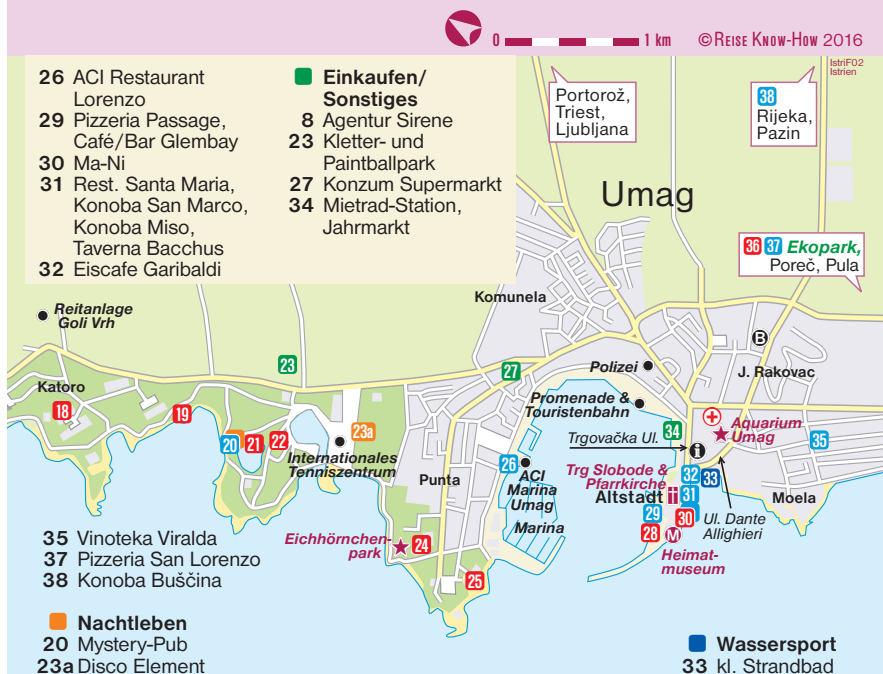 0 1 km ©REISE KNOW-HOW 2016
IstriF02
Istrien
26 ACI Restaurant
Lorenzo
29 Pizzeria Passage,
Café/Bar Glembay
30 Ma-Ni
31 Rest. Santa Maria,
Konoba San Marco,
Konoba Miso,
Taverna Bacchus
32 Eiscafe Garibaldi
Einkaufen/
Sonstiges
8 Agentur Sirene
23 Kletter- und
Paintballpark
27 Konzum Supermarkt
34 Mietrad-Station,
Jahrmarkt
Portorož,
Triest,
Ljubljana
38
Rijeka,
Pazin
Umag
36 37 Ekopark,
Poreč, Pula
Komunela
Reitanlage
Goli Vrh
B
23
27
Polizei
J. Rakovac
Katoro
18
19
20
21
22
23a
Internationales
Tenniszentrum
Promenade &
Touristenbahn
34
Aquarium
Umag
35
Trgovačka Ul.
i
Punta
26
ACI
Marina
Umag
Marina
Trg Slobode &
Pfarrkirche
Altstadt
32
33
31
29
30
28
M
Heimat-
museum
Ul. Dante
Allighieri
Moela
Eichhörnchen-
park
24
25
35 Vinoteka Viralda
37 Pizzeria San Lorenzo
38 Konoba Buščina
Nachtleben
20 Mystery-Pub
23a Disco Element
Wassersport
33 kl. Strandbad